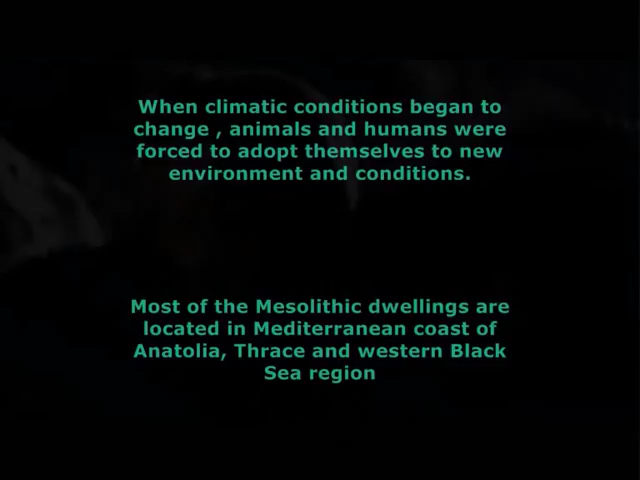 When climatic conditions began to
change , animals and humans were
forced to adopt themselves to new
environment and conditions.
Most of the Mesolithic dwellings are
located in Mediterranean coast of
Anatolia, Thrace and western Black
Sea region